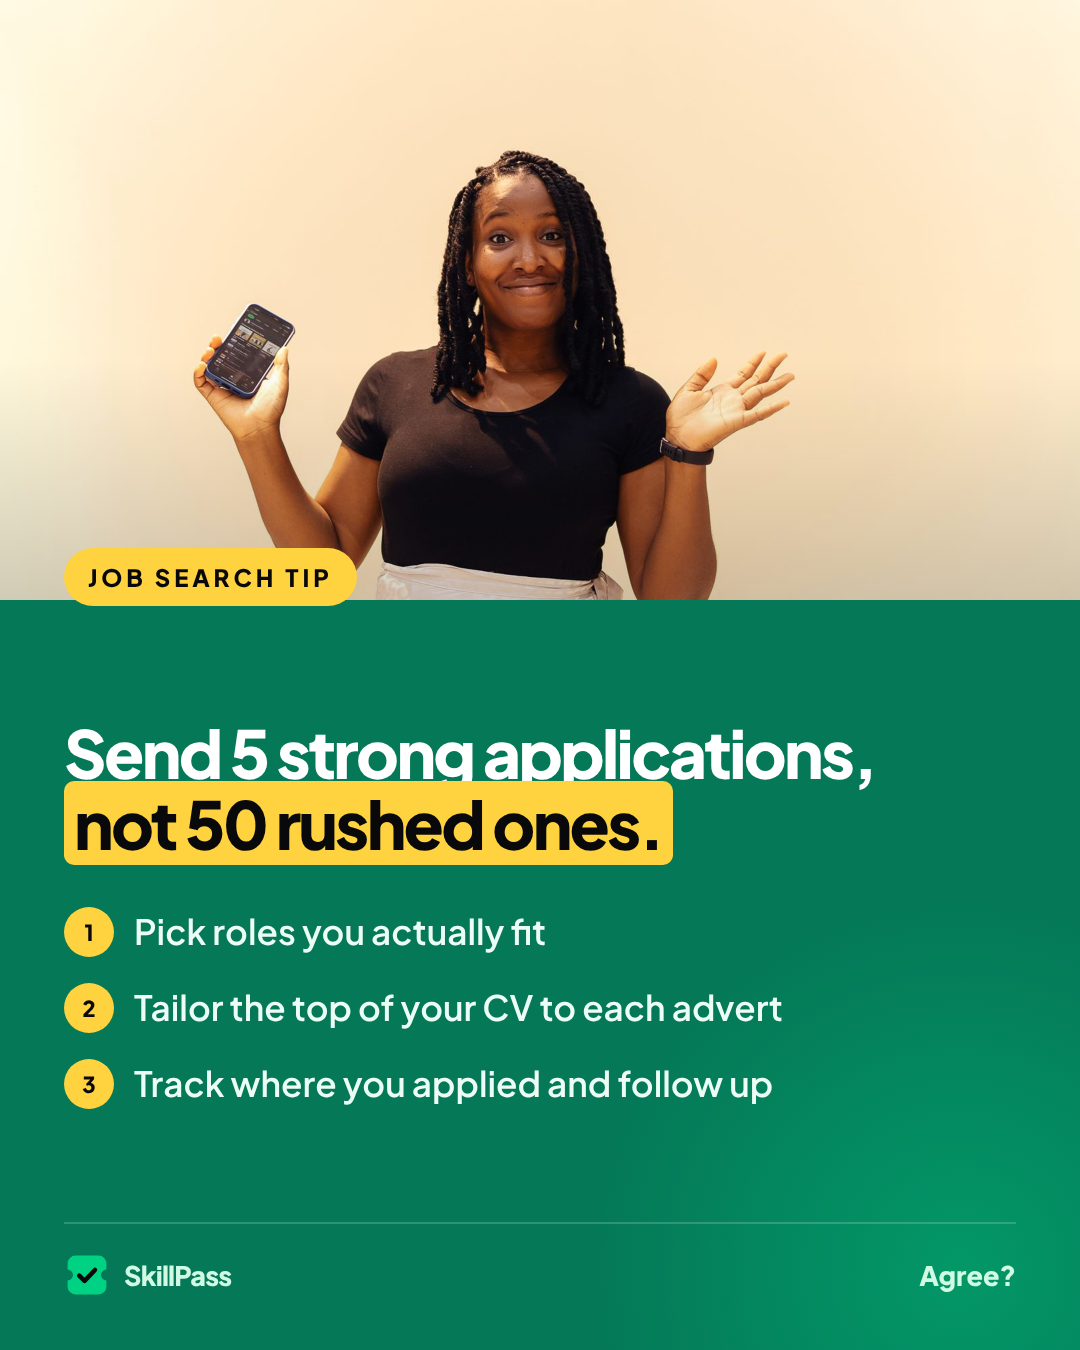 JOB SEARCH TIP
Send 5 strong applications,
not 50 rushed ones.
1 Pick roles you actually fit
2 Tailor the top of your CV to each advert
3 Track where you applied and follow up
SkillPass
Agree?